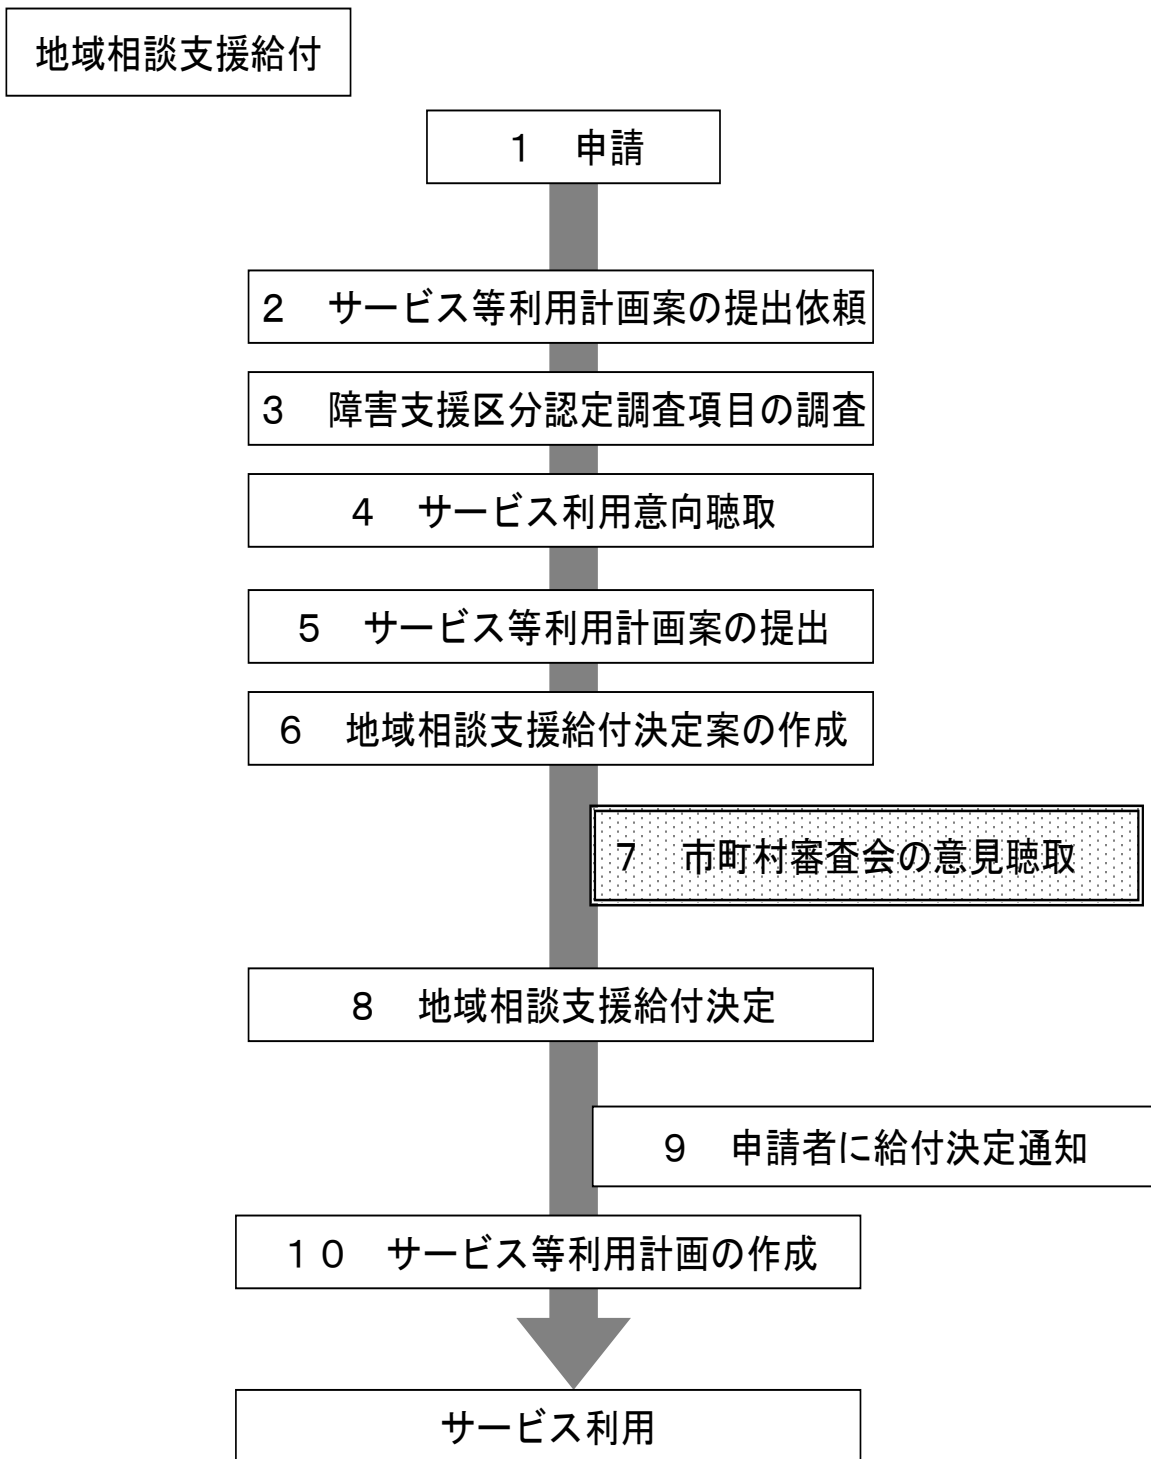 地域相談支援給付
１　申請
２　サービス等利用計画案の提出依頼
３　障害支援区分認定調査項目の調査
４　サービス利用意向聴取
５　サービス等利用計画案の提出
６　地域相談支援給付決定案の作成
７　市町村審査会の意見聴取
８　地域相談支援給付決定
９　申請者に給付決定通知
１０　サービス等利用計画の作成
サービス利用